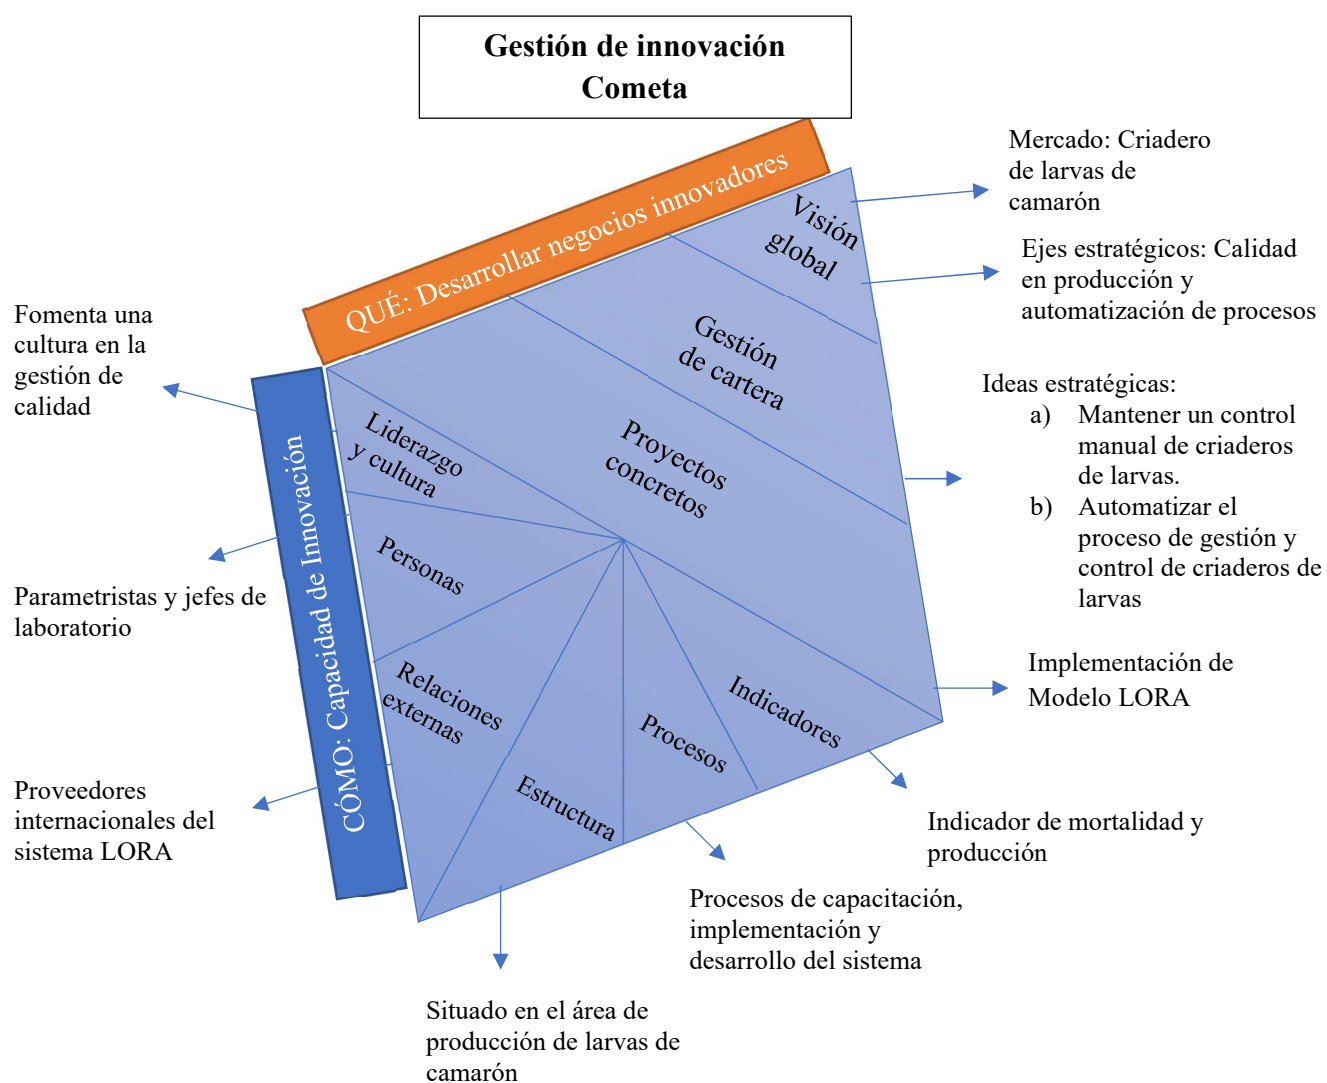 Gestión de innovación
Cometa
QUÉ: Desarrollar negocios innovadores
CÓMO: Capacidad de Innovación
Visión
global
Gestión
de cartera
Proyectos
concretos
Liderazgo
y cultura
Personas
Relaciones
externas
Estructura
Procesos
Indicadores
Mercado: Criadero
de larvas de
camarón
Ejes estratégicos: Calidad
en producción y
automatización de procesos
Ideas estratégicas:
a) Mantener un control
manual de criaderos
de larvas.
b) Automatizar el
proceso de gestión y
control de criaderos de
larvas
Implementación de
Modelo LORA
Indicador de mortalidad y
producción
Procesos de capacitación,
implementación y
desarrollo del sistema
Situado en el área de
producción de larvas de
camarón
Fomenta una
cultura en la
gestión de
calidad
Parametristas y jefes de
laboratorio
Proveedores
internacionales del
sistema LORA